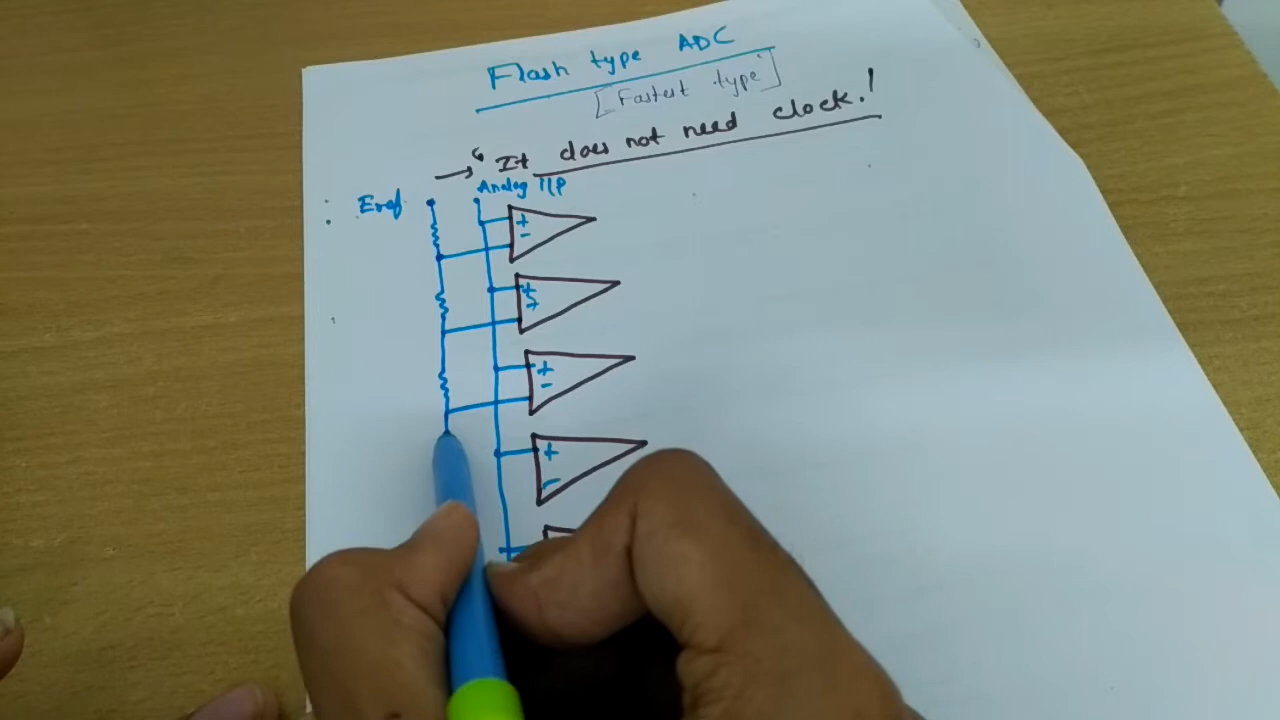 Flash type ADC
[Fastest type]
→ " It does not need clock.!
: Eref Analog I/P
+
-
+
-
+
-
+
-